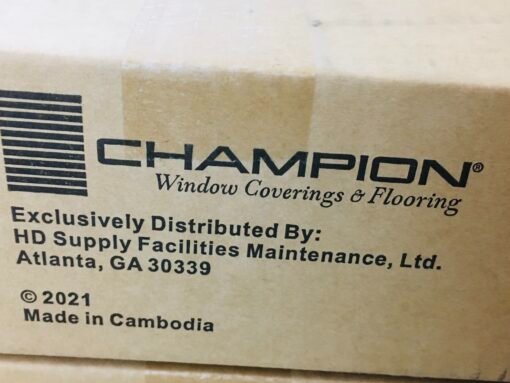 CHAMPION®
Window Coverings & Flooring
Exclusively Distributed By:
HD Supply Facilities Maintenance, Ltd.
Atlanta, GA 30339
© 2021
Made in Cambodia